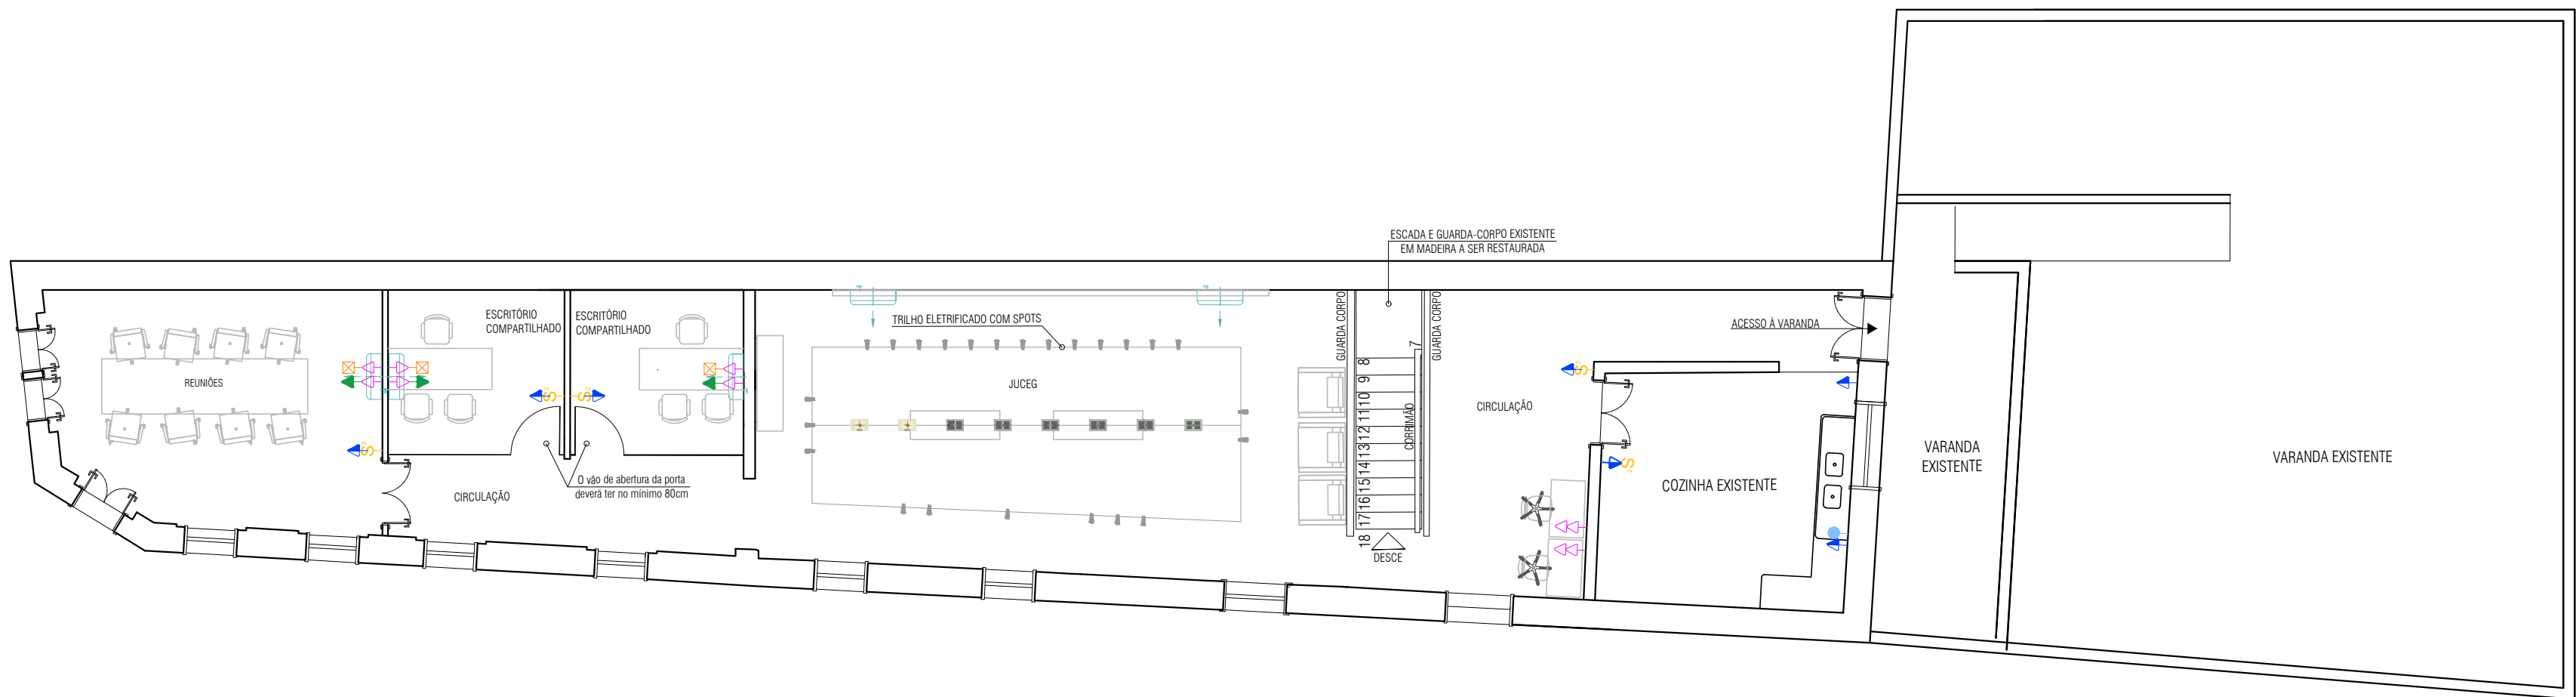 ESCADA E GUARDA-CORPO EXISTENTE
EM MADEIRA A SER RESTAURADA
ESCRITÓRIO
COMPARTILHADO
ESCRITÓRIO
COMPARTILHADO
TRILHO ELETRIFICADO COM SPOTS
GUARDA CORPO
GUARDA CORPO
ACESSO À VARANDA
REUNIÕES
JUCEG
CIRCULAÇÃO
CORRIMÃO
7
8
9
10
11
12
13
14
15
16
17
18
DESCE
S
S
S
S
S
VARANDA
EXISTENTE
VARANDA EXISTENTE
COZINHA EXISTENTE
O vão de abertura da porta
deverá ter no mínimo 80cm
CIRCULAÇÃO